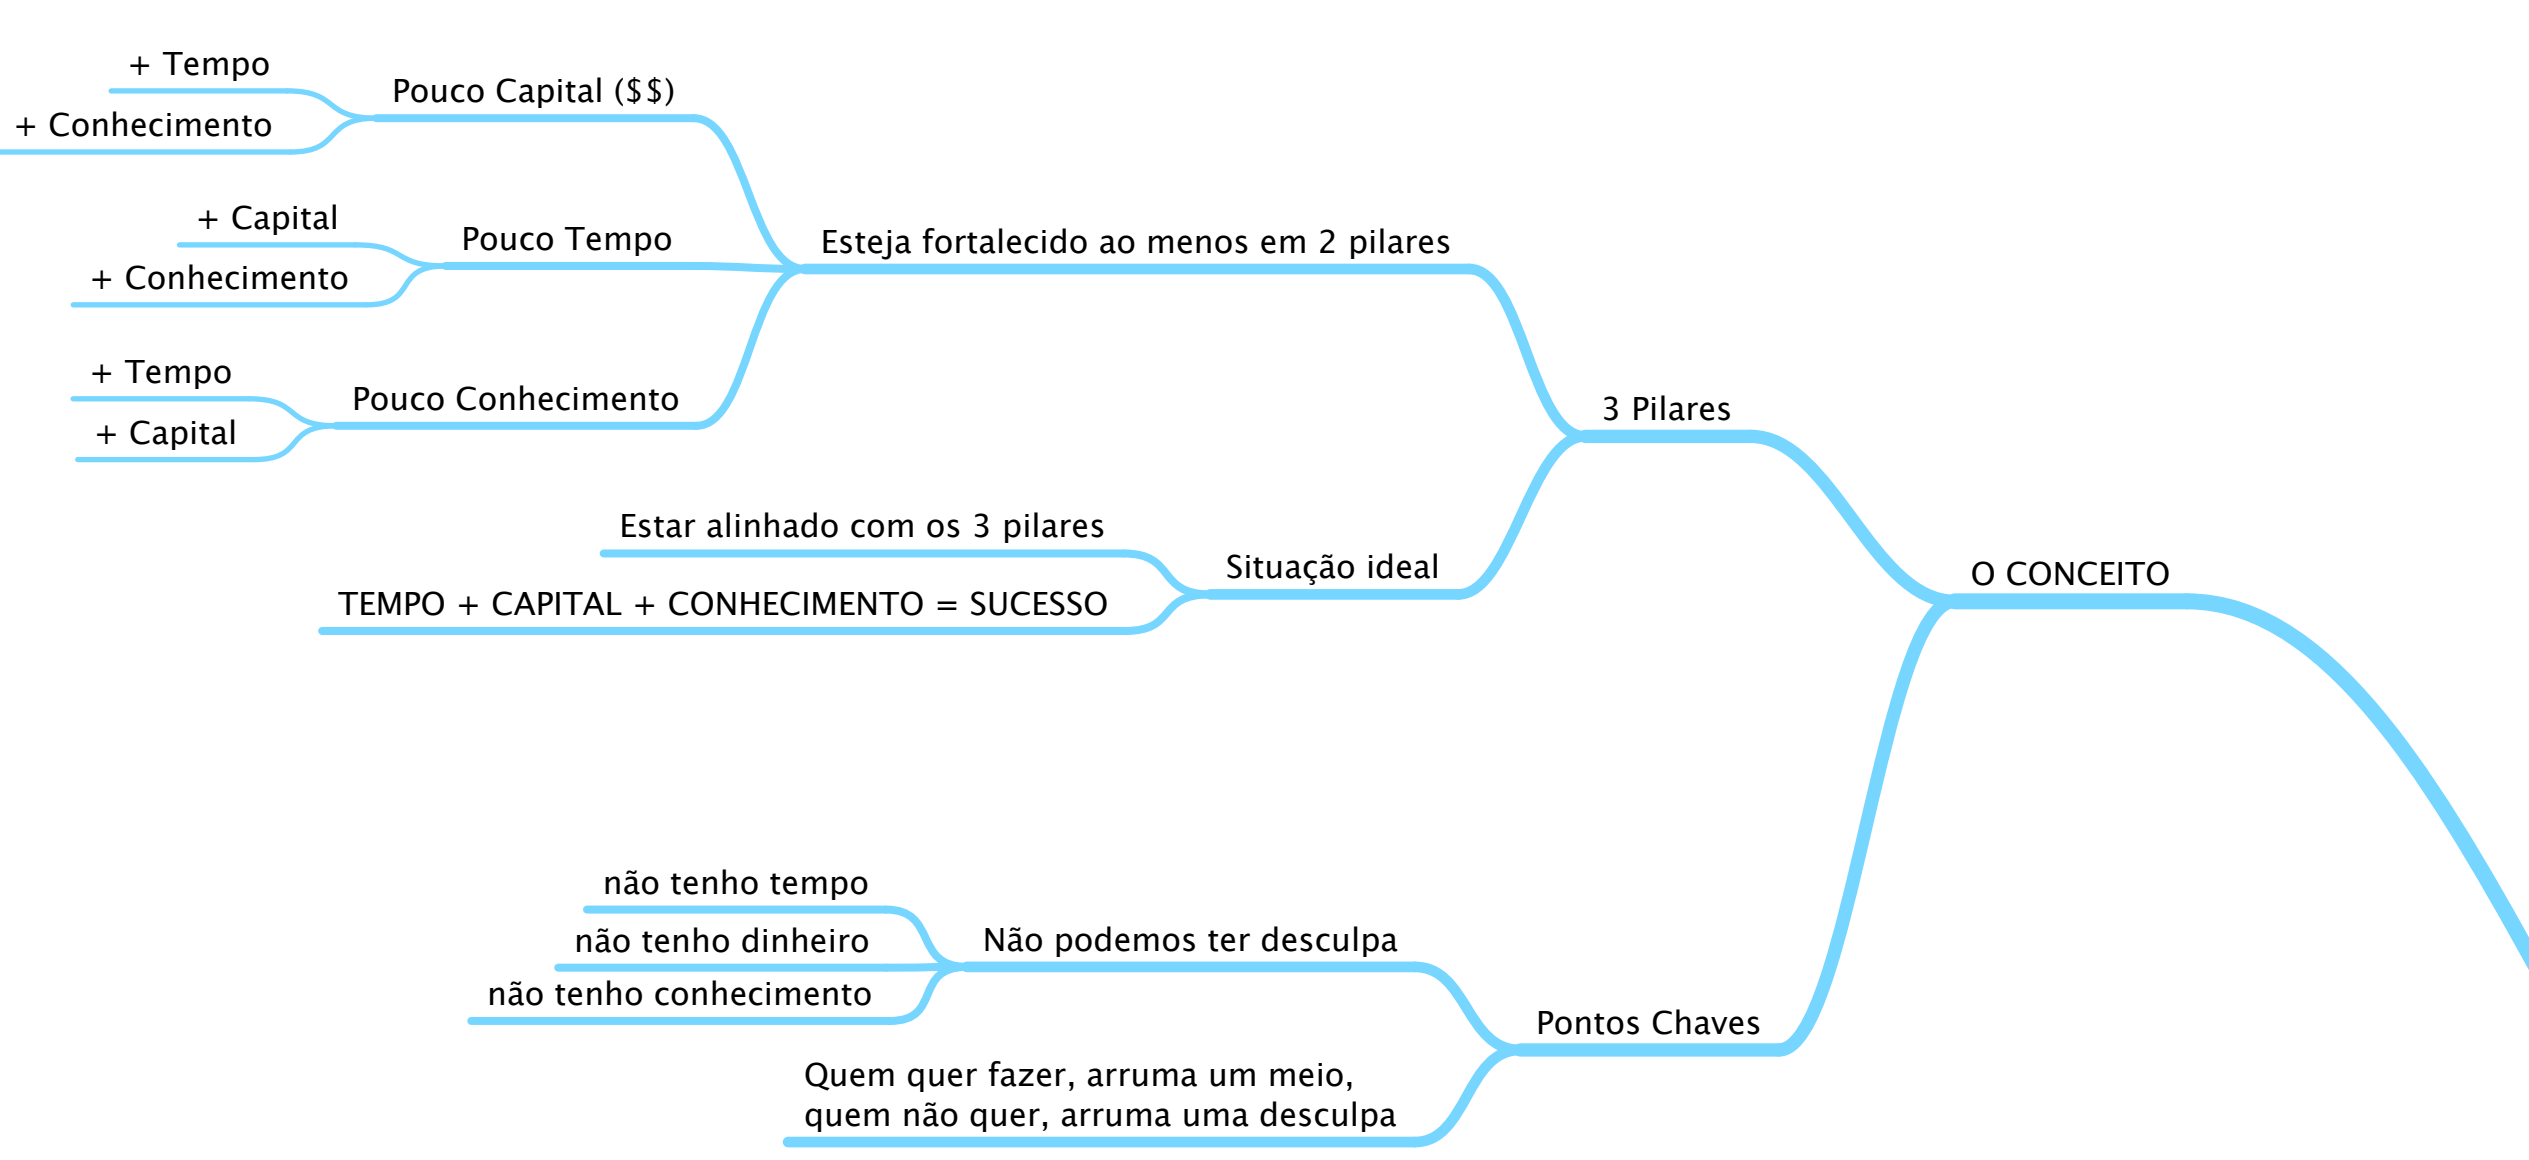 + Tempo
Pouco Capital ($$)
+ Conhecimento
+ Capital
Pouco Tempo
+ Conhecimento
Esteja fortalecido ao menos em 2 pilares
+ Tempo
Pouco Conhecimento
+ Capital
3 Pilares
Estar alinhado com os 3 pilares
Situação ideal
TEMPO + CAPITAL + CONHECIMENTO = SUCESSO
O CONCEITO
não tenho tempo
não tenho dinheiro
não tenho conhecimento
Não podemos ter desculpa
Pontos Chaves
Quem quer fazer, arruma um meio,
quem não quer, arruma uma desculpa